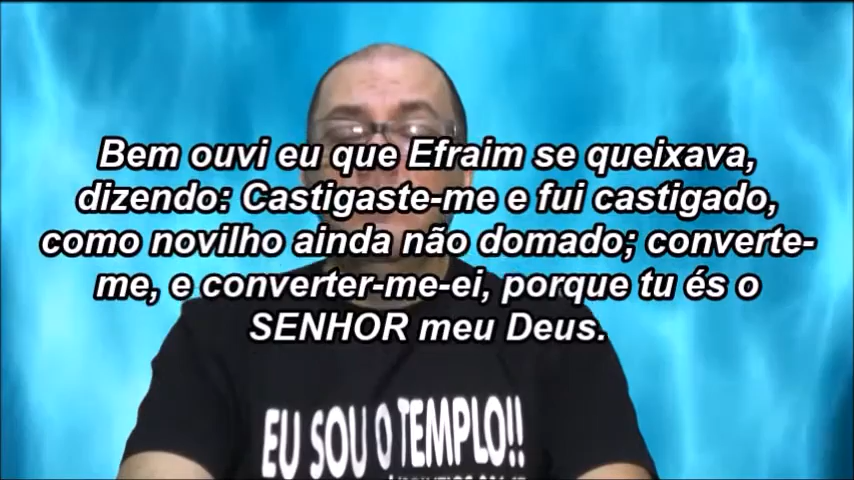 Bem ouvi eu que Efraim se queixava,
dizendo: Castigaste-me e fui castigado,
como novilho ainda não domado; converte-
me, e converter-me-ei, porque tu és o
SENHOR meu Deus.
EU SOU O TEMPLO!!